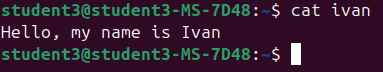 student3@student3-MS-7D48:~$ cat ivan
Hello, my name is Ivan
student3@student3-MS-7D48:~$